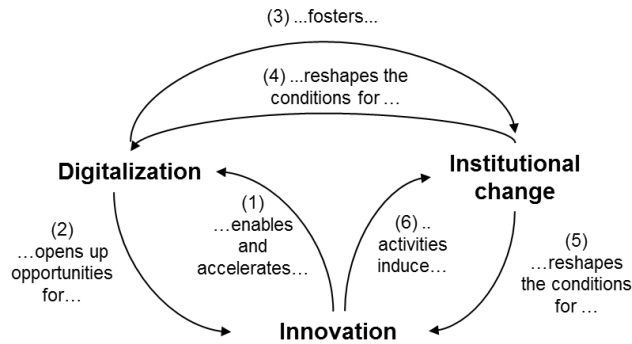 (3) ...fosters...
(4) ...reshapes the
conditions for ...
Digitalization
Institutional
change
(1)
...enables
and
accelerates...
(6) ..
activities
induce...
(2)
...opens up
opportunities
for...
(5)
...reshapes
the conditions
for ...
Innovation